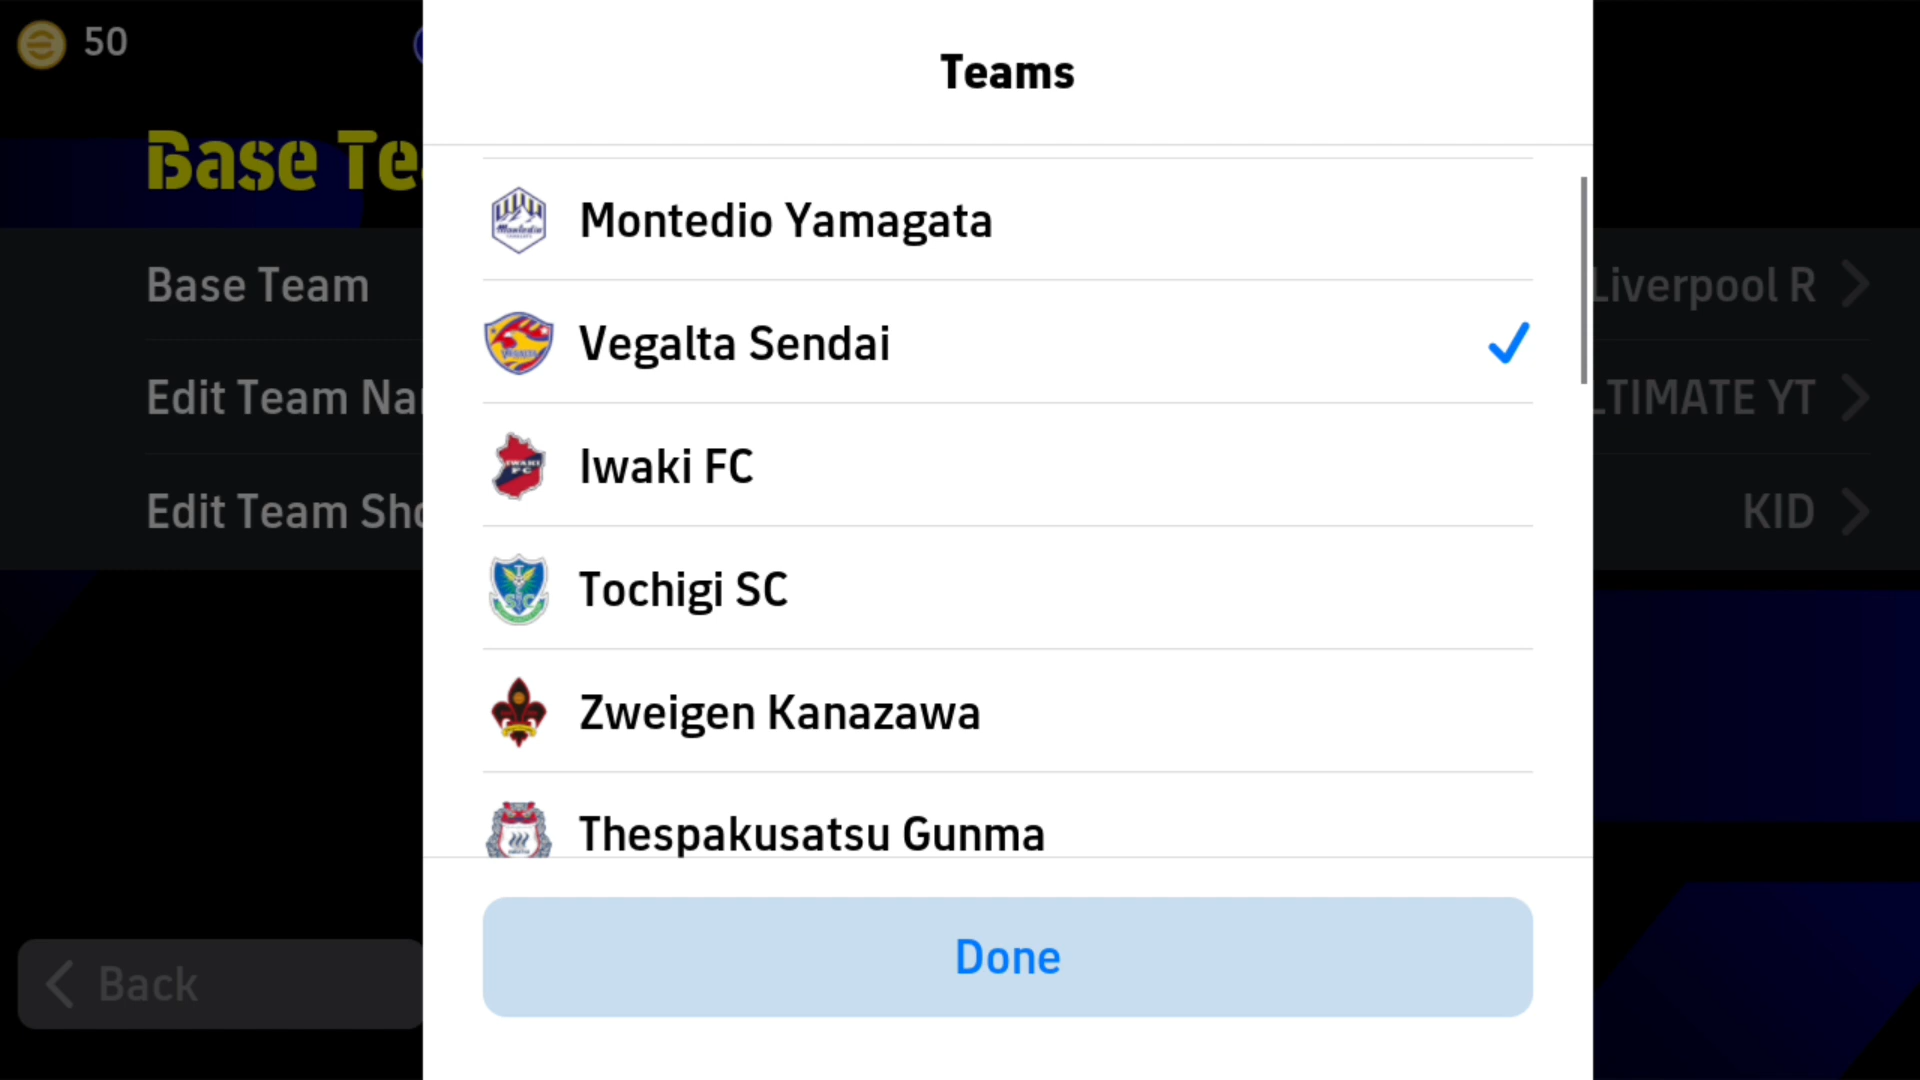 50
Teams
Base Te
Montedio Yamagata
Base Team
Liverpool R
Vegalta Sendai
Edit Team Na
LTIMATE YT
Iwaki FC
Edit Team Sho
KID
Tochigi SC
Zweigen Kanazawa
Thespakusatsu Gunma
Done
Back